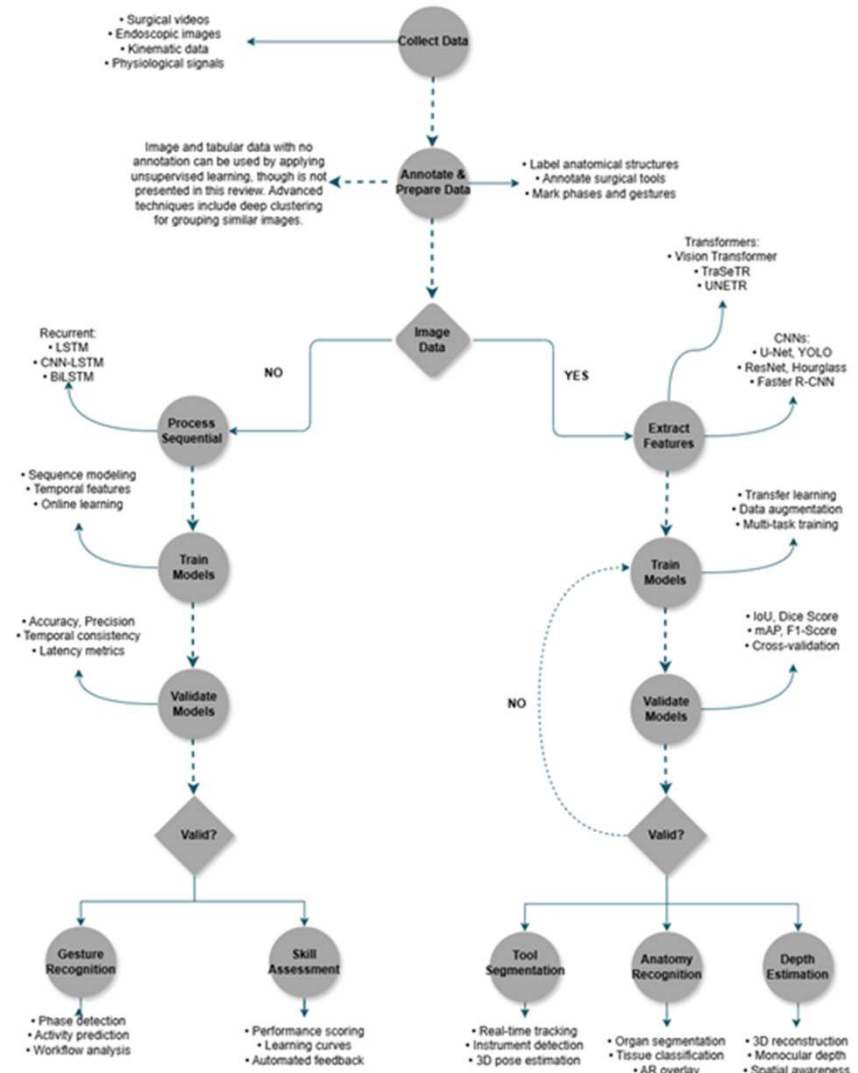 • Surgical videos
• Endoscopic images
• Kinematic data
• Physiological signals
Collect Data
Image and tabular data with no
annotation can be used by applying
unsupervised learning, though is not
presented in this review. Advanced
techniques include deep clustering
for grouping similar images.
Annotate &
Prepare Data
• Label anatomical structures
• Annotate surgical tools
• Mark phases and gestures
Transformers:
• Vision Transformer
• TraSeTR
• UNETR
Image
Data
Recurrent:
• LSTM
• CNN-LSTM
• BiLSTM
NO
YES
CNNs:
• U-Net, YOLO
• ResNet, Hourglass
• Faster R-CNN
Process
Sequential
Extract
Features
• Sequence modeling
• Temporal features
• Online learning
• Transfer learning
• Data augmentation
• Multi-task training
Train
Models
Train
Models
• Accuracy, Precision
• Temporal consistency
• Latency metrics
• IoU, Dice Score
• mAP, F1-Score
• Cross-validation
Validate
Models
NO
Validate
Models
Valid?
Valid?
Gesture
Recognition
Skill
Assessment
Tool
Segmentation
Anatomy
Recognition
Depth
Estimation
• Phase detection
• Activity prediction
• Workflow analysis
• Performance scoring
• Learning curves
• Automated feedback
• Real-time tracking
• Instrument detection
• 3D pose estimation
• Organ segmentation
• Tissue classification
• AR overlay
• 3D reconstruction
• Monocular depth
• Spatial awareness